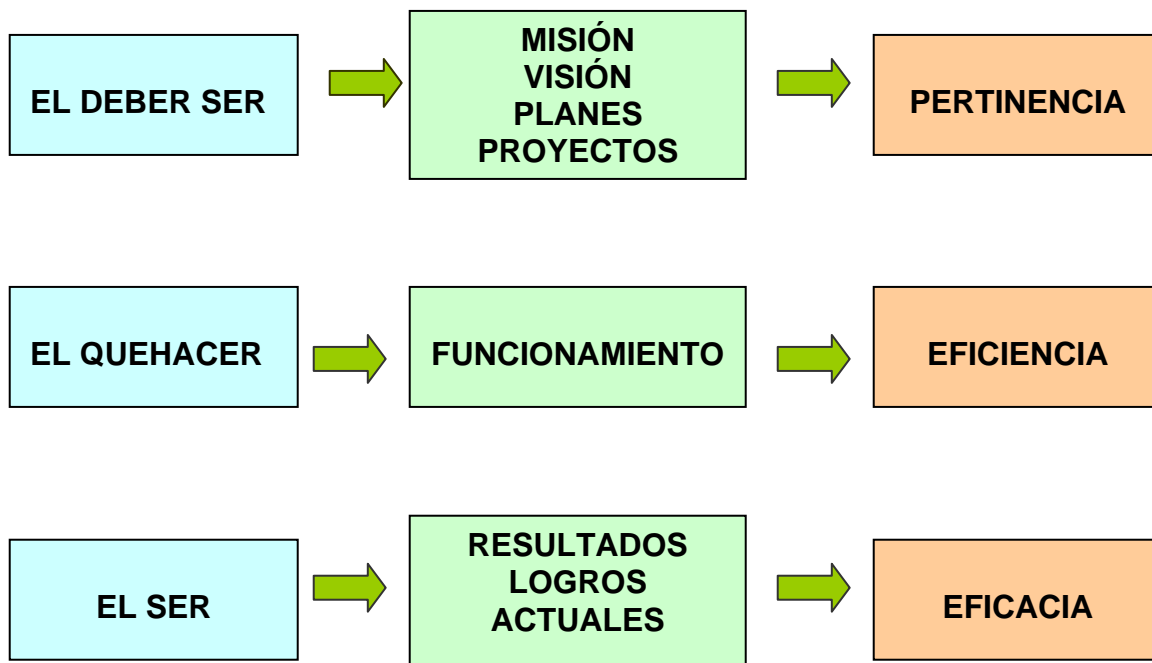 EL DEBER SER
MISIÓN
VISIÓN
PLANES
PROYECTOS
PERTINENCIA
EL QUEHACER
FUNCIONAMIENTO
EFICIENCIA
EL SER
RESULTADOS
LOGROS
ACTUALES
EFICACIA